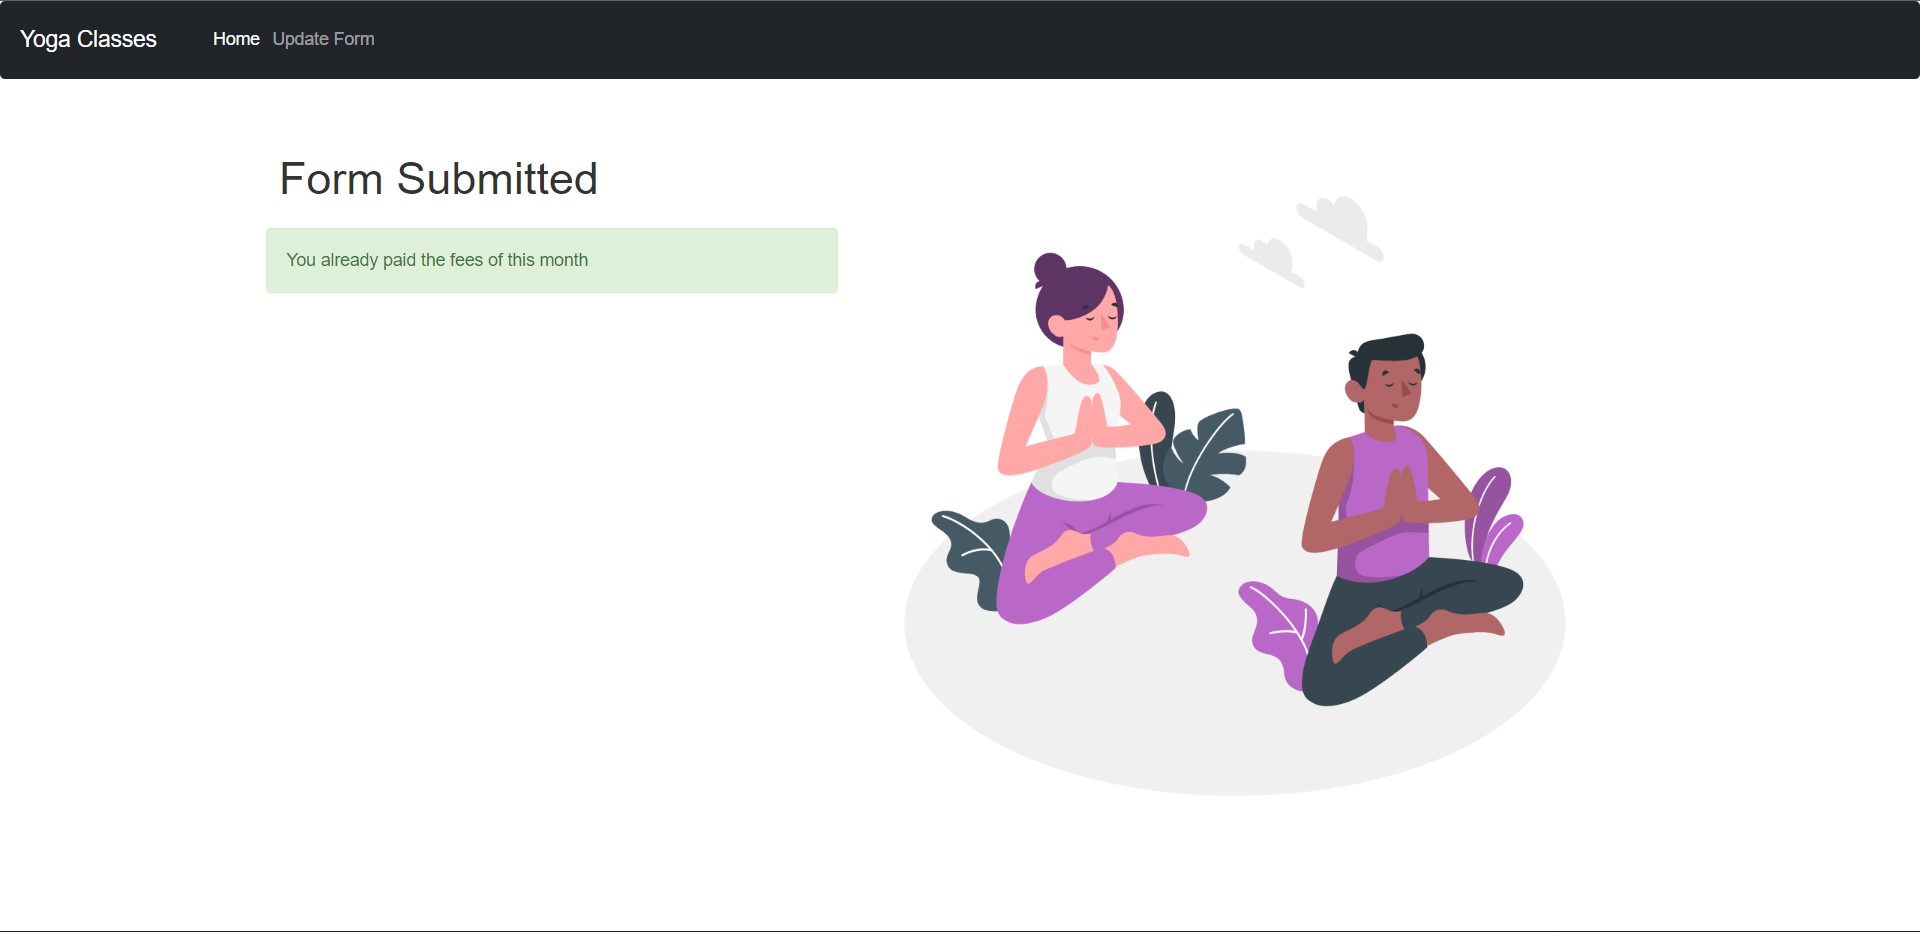 Yoga Classes
Home Update Form
Form Submitted
You already paid the fees of this month